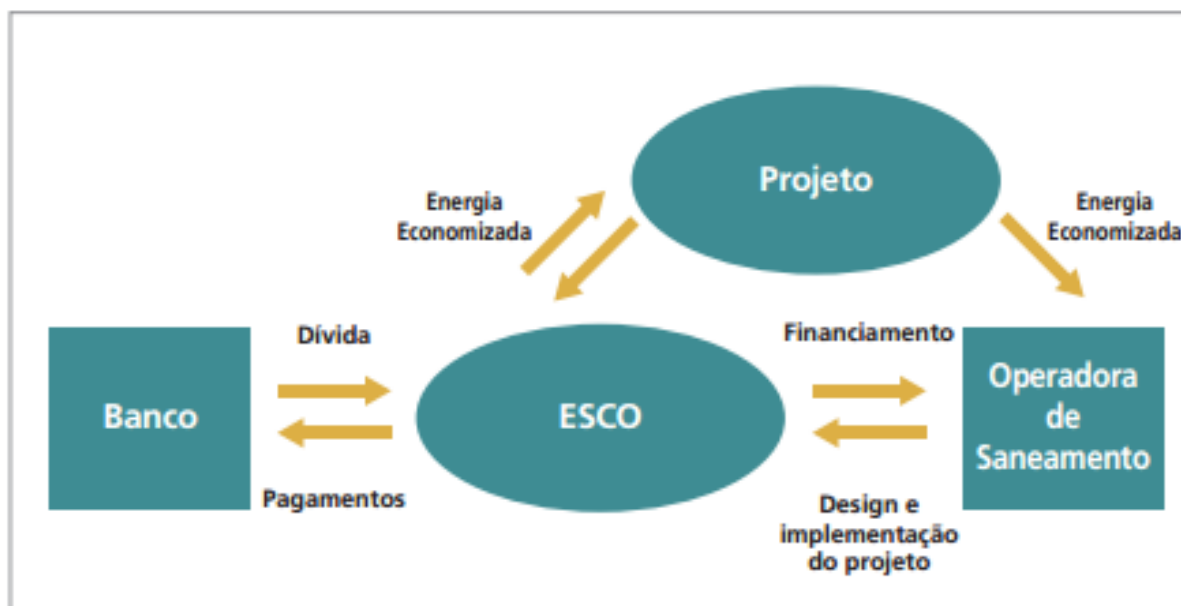 Projeto
Energia
Economizada
Energia
Economizada
Dívida
Financiamento
Banco
ESCO
Operadora
de
Saneamento
Pagamentos
Design e
implementação
do projeto